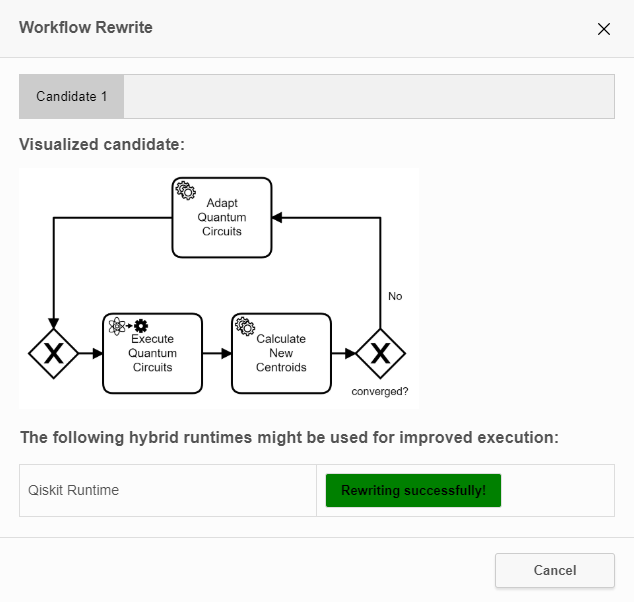 Workflow Rewrite
Candidate 1
Visualized candidate:
Adapt
Quantum
Circuits
No
Execute
Quantum
Circuits
Calculate
New
Centroids
converged?
The following hybrid runtimes might be used for improved execution:
Qiskit Runtime
Rewriting successfully!
Cancel